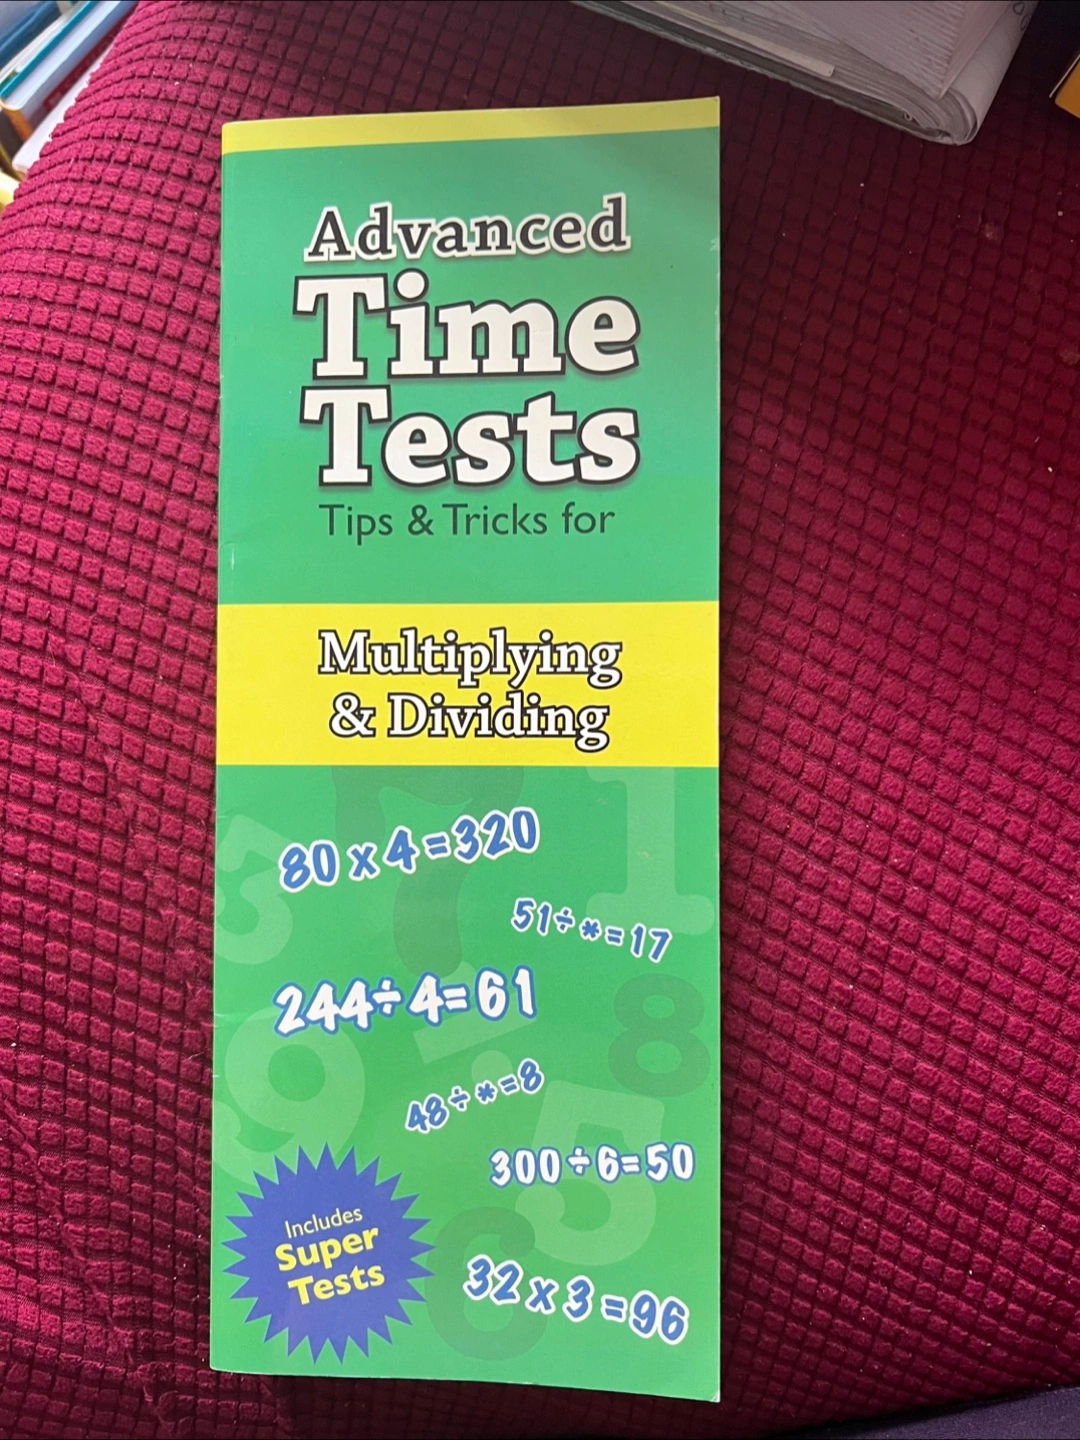 Advanced
Time
Tests
Tips & Tricks for
Multiplying
& Dividing
80 x 4 = 320
51 ÷ * = 17
244 ÷ 4 = 61
48 ÷ * = 8
300 ÷ 6 = 50
Includes
Super
Tests
32 x 3 = 96